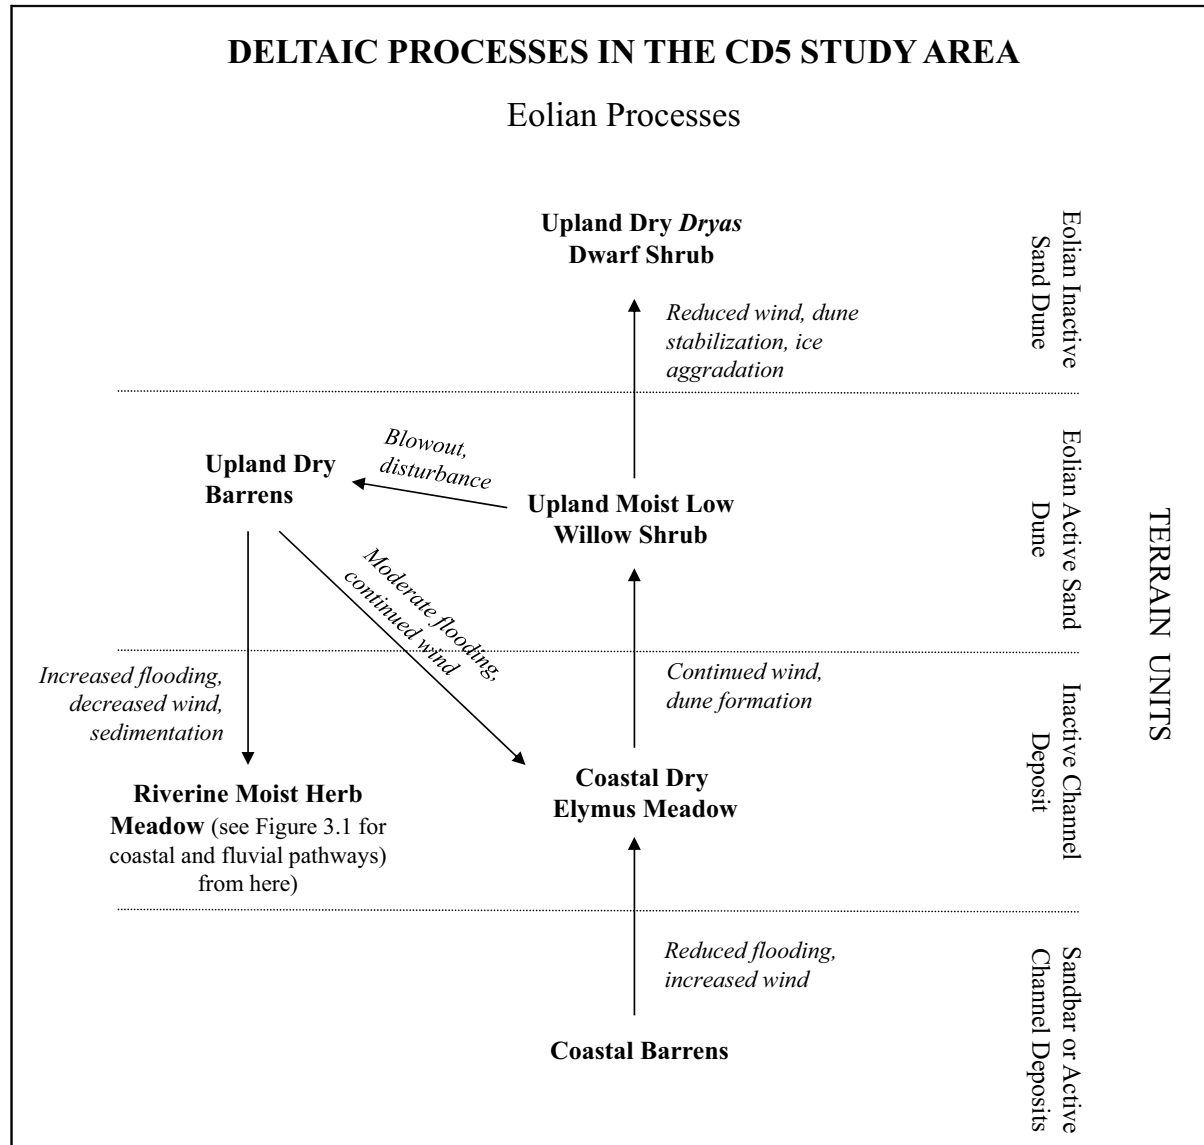 DELTAIC PROCESSES IN THE CD5 STUDY AREA
Eolian Processes
Upland Dry Dryas
Dwarf Shrub
Reduced wind, dune
stabilization, ice
aggradation
Eolian Inactive
Sand Dune
Blowout,
disturbance
Upland Dry
Barrens
Upland Moist Low
Willow Shrub
Eolian Active Sand
Dune
Moderate flooding,
continued wind
Increased flooding,
decreased wind,
sedimentation
Continued wind,
dune formation
Riverine Moist Herb
Meadow (see Figure 3.1 for
coastal and fluvial pathways)
from here)
Coastal Dry
Elymus Meadow
Inactive Channel
Deposit
Reduced flooding,
increased wind
Coastal Barrens
Sandbar or Active
Channel Deposits
TERRAIN UNITS